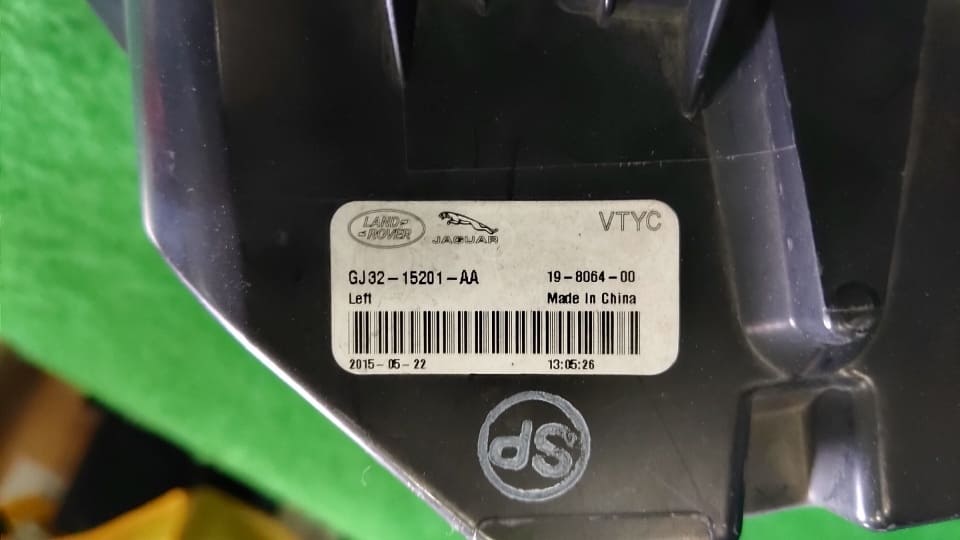 LAND-
-ROVER
JAGUAR
VTYC
GJ32-15201-AA
19-8064-00
Left
Made In China
2015-05-22
13:05:26
SP